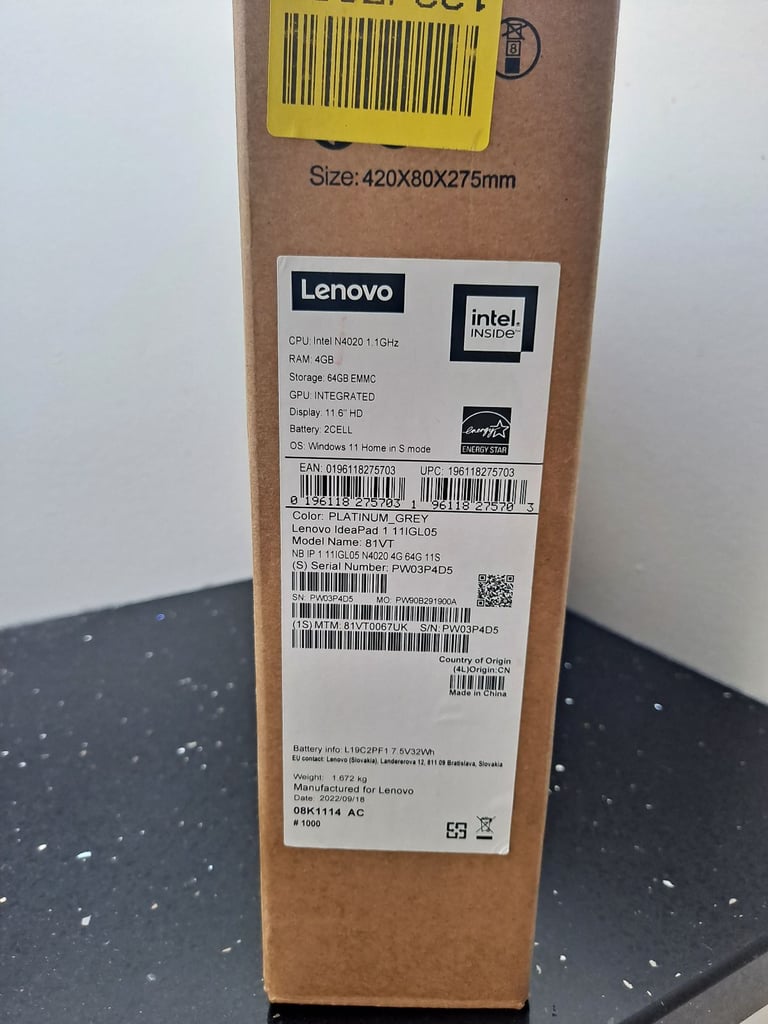 8
Size: 420X80X275mm
Lenovo
intel.
INSIDE™
CPU: Intel N4020 1.1GHz
RAM: 4GB
Storage: 64GB EMMC
GPU: INTEGRATED
Display: 11.6" HD
Battery: 2CELL
OS: Windows 11 Home in S mode
energy
ENERGY STAR
EAN: 0196118275703 UPC: 196118275703
0 196118 275703 1 96118 27570 3
Color: PLATINUM_GREY
Lenovo IdeaPad 1 11IGL05
Model Name: 81VT
NB IP 1 11IGL05 N4020 4G 64G 11S
(S) Serial Number: PW03P4D5
SN: PW03P4D5 MO: PW90B291900A
(1S) MTM: 81VT0067UK S/N: PW03P4D5
Country of Origin
(4L)Origin:CN
Made in China
Battery info: L19C2PF1 7.5V32Wh
EU contact: Lenovo (Slovakia), Landererova 12, 811 09 Bratislava, Slovakia
Weight: 1.672 kg
Manufactured for Lenovo
Date: 2022/09/18
08K1114 AC
# 1000